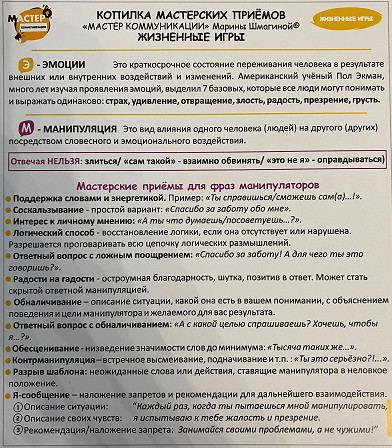 МАСТЕР
КОММУНИКАЦИИ
КОПИЛКА МАСТЕРСКИХ ПРИЁМОВ
«МАСТЕР КОММУНИКАЦИИ» Марины Шмагиной©
ЖИЗНЕННЫЕ ИГРЫ
ЖИЗНЕННЫЕ ИГРЫ
Э - ЭМОЦИИ Это краткосрочное состояние переживания человека в результате
внешних или внутренних воздействий и изменений. Американский учёный Пол Экман,
много лет изучая проявления эмоций, выделил 7 базовых, которые все люди могут понимать
и выражать одинаково: страх, удивление, отвращение, злость, радость, презрение, грусть.
М - МАНИПУЛЯЦИЯ Это вид влияния одного человека (людей) на другого (других)
посредством словесного и эмоционального воздействия.
Отвечая НЕЛЬЗЯ: злиться/ «сам такой» - взаимно обвинять/ «это не я» - оправдываться)
Мастерские приёмы для фраз манипуляторов
• Поддержка словами и энергетикой. Пример: «Ты справишься/сможешь сам(а)...!».
• Соскальзывание - простой вариант: «Спасибо за заботу обо мне».
• Интерес к личному мнению: «А ты что думаешь/посоветуешь...?».
• Логический способ - восстановление логики, если она отсутствует или нарушена.
Разрешается проговаривать всю цепочку логических размышлений.
• Ответный вопрос с ложным поощрением: «Спасибо за заботу! А для чего ты это
говоришь?».
• Радости на гадости - остроумная благодарность, шутка, позитив в ответ. Может стать
скрытой ответной манипуляцией.
• Обналичивание – описании ситуации, какой она есть в вашем понимании, с объяснением
поведения и цели манипулятора и желаемого для вас результата.
• Ответный вопрос с обналичиванием: «А с какой целью спрашиваешь? Хочешь, чтобы
я...?».
• Обесценивание - низведение значимости слов до минимума: «Тысяча таких же...».
• Контрманипуляция – встречное высмеивание, подначивание и т.п. : «Ты это серьёзно?!...».
• Разрыв шаблона: неожиданные слова или действия, ставящие манипулятора в неловкое
положение.
• Я-сообщение – наложение запретов и рекомендации для дальнейшего взаимодействия.
① Описание ситуации: "Каждый раз, когда ты пытаешься мной манипулировать,
② Описание своих чувств: я испытываю к тебе жалость и презрение.
③ Рекомендация/наложение запрета: Занимайся своими проблемами, а не чужими!"